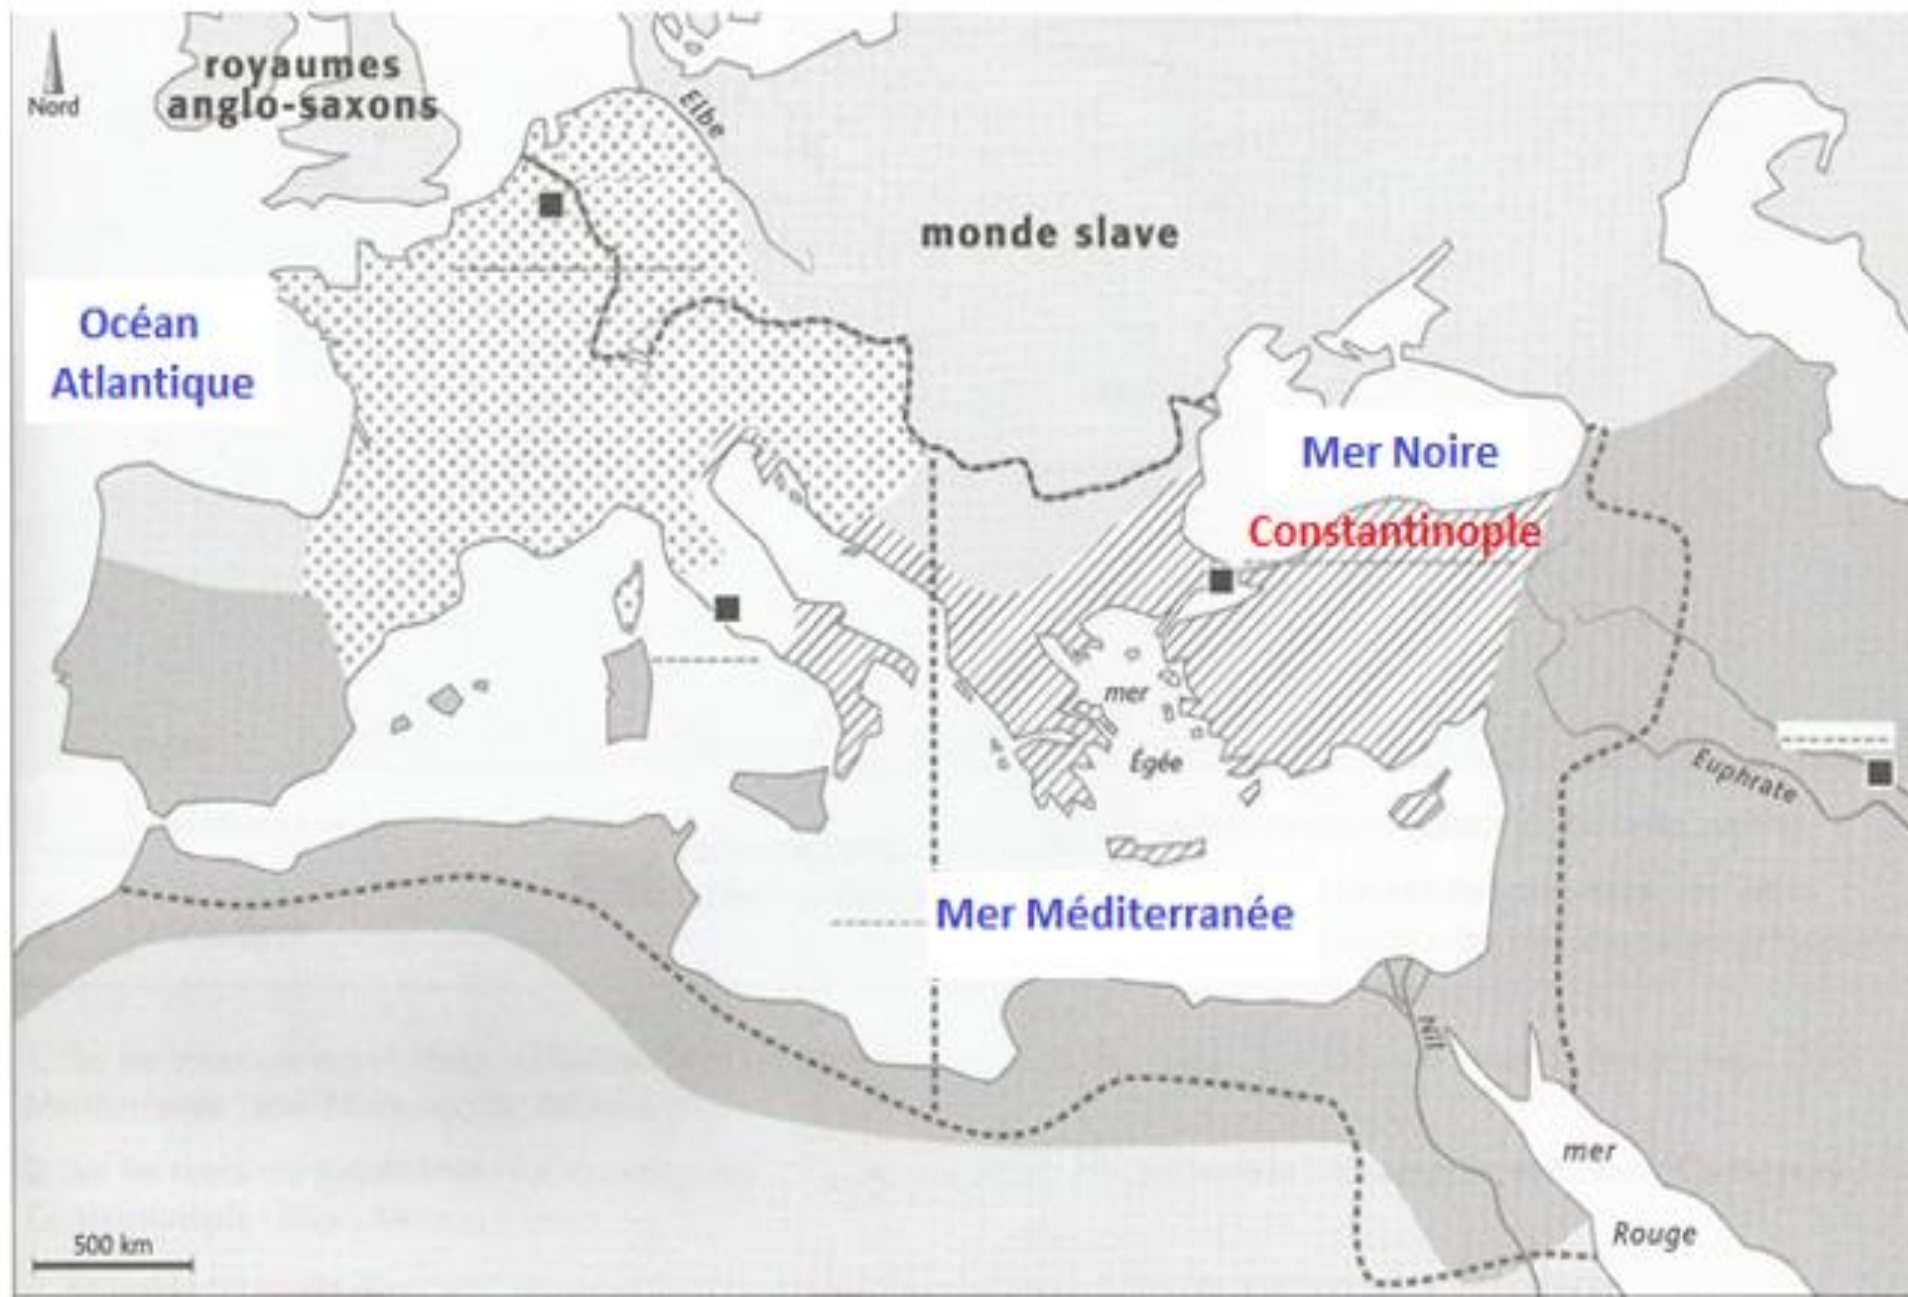 royaumes
anglo-saxons
Nord
Elbe
monde slave
Océan
Atlantique
Mer Noire
Constantinople
mer
Égée
Euphrate
Mer Méditerranée
Nil
mer
Rouge
500 km